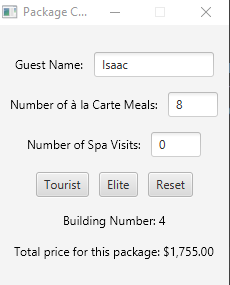 Package C...
Guest Name: Isaac
Number of à la Carte Meals: 8
Number of Spa Visits: 0
Tourist Elite Reset
Building Number: 4
Total price for this package: $1,755.00